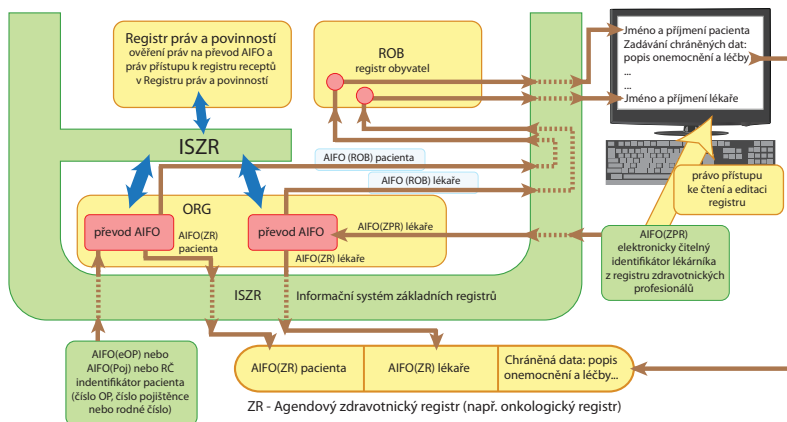 Registr práv a povinností
ověření práv na převod AIFO a
práv přístupu k registru receptů
v Registru práv a povinností
ROB
registr obyvatel
Jméno a příjmení pacienta
Zadávání chráněných dat:
popis onemocnění a léčby
...
...
Jméno a příjmení lékaře
ISZR
AIFO (ROB) pacienta
AIFO (ROB) lékaře
právo přístupu
ke čtení a editaci
registru
ORG
převod AIFO
převod AIFO
AIFO(ZR)
pacienta
AIFO(ZPR) lékaře
AIFO(ZR) lékaře
AIFO(ZPR)
elektronicky čitelný
identifikátor lékárníka
z registru zdravotnických
profesionálů
ISZR
Informační systém základních registrů
AIFO(eOP) nebo
AIFO(Poj) nebo RČ
indentifikátor pacienta
(číslo OP, číslo pojištěnce
nebo rodné číslo)
AIFO(ZR) pacienta
AIFO(ZR) lékaře
Chráněná data: popis
onemocnění a léčby...
ZR - Agendový zdravotnický registr (např. onkologický registr)